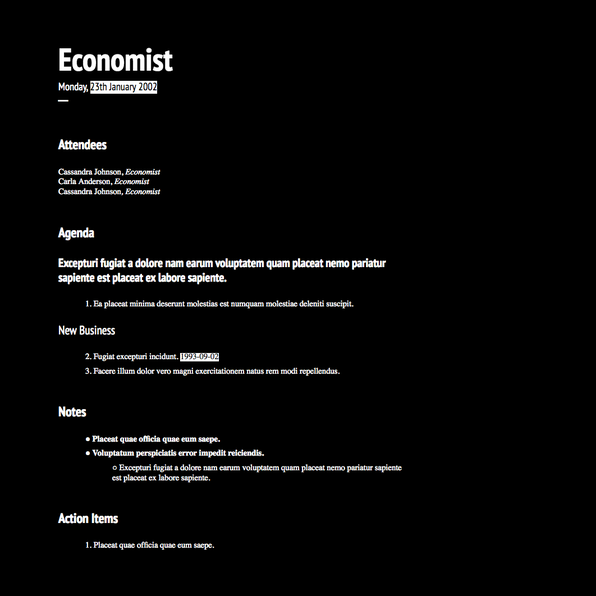 Economist
Monday, 23th January 2002
Attendees
Cassandra Johnson, Economist
Carla Anderson, Economist
Cassandra Johnson, Economist
Agenda
Excepturi fugiat a dolore nam earum voluptatem quam placeat nemo pariatur
sapiente est placeat ex labore sapiente.
1. Ea placeat minima deserunt molestias est numquam molestiae deleniti suscipit.
New Business
2. Fugiat excepturi incidunt. 1993-09-02
3. Facere illum dolor vero magni exercitationem natus rem modi repellendus.
Notes
● Placeat quae officia quae eum saepe.
● Voluptatum perspiciatis error impedit reiciendis.
○ Excepturi fugiat a dolore nam earum voluptatem quam placeat nemo pariatur sapiente
est placeat ex labore sapiente.
Action Items
1. Placeat quae officia quae eum saepe.